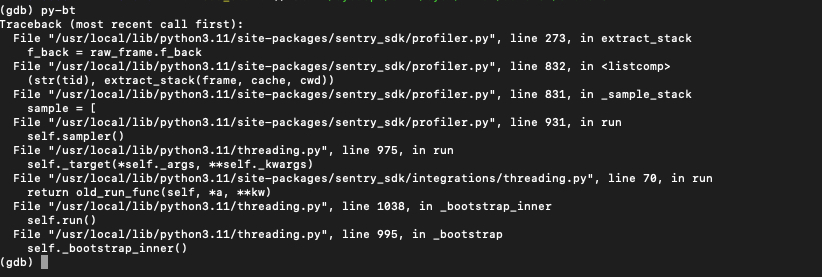 (gdb) py-bt
Traceback (most recent call first):
  File "/usr/local/lib/python3.11/site-packages/sentry_sdk/profiler.py", line 273, in extract_stack
    f_back = raw_frame.f_back
  File "/usr/local/lib/python3.11/site-packages/sentry_sdk/profiler.py", line 832, in <listcomp>
    (str(tid), extract_stack(frame, cache, cwd))
  File "/usr/local/lib/python3.11/site-packages/sentry_sdk/profiler.py", line 831, in _sample_stack
    sample = [
  File "/usr/local/lib/python3.11/site-packages/sentry_sdk/profiler.py", line 931, in run
    self.sampler()
  File "/usr/local/lib/python3.11/threading.py", line 975, in run
    self._target(*self._args, **self._kwargs)
  File "/usr/local/lib/python3.11/site-packages/sentry_sdk/integrations/threading.py", line 70, in run
    return old_run_func(self, *a, **kw)
  File "/usr/local/lib/python3.11/threading.py", line 1038, in _bootstrap_inner
    self.run()
  File "/usr/local/lib/python3.11/threading.py", line 995, in _bootstrap
    self._bootstrap_inner()
(gdb)